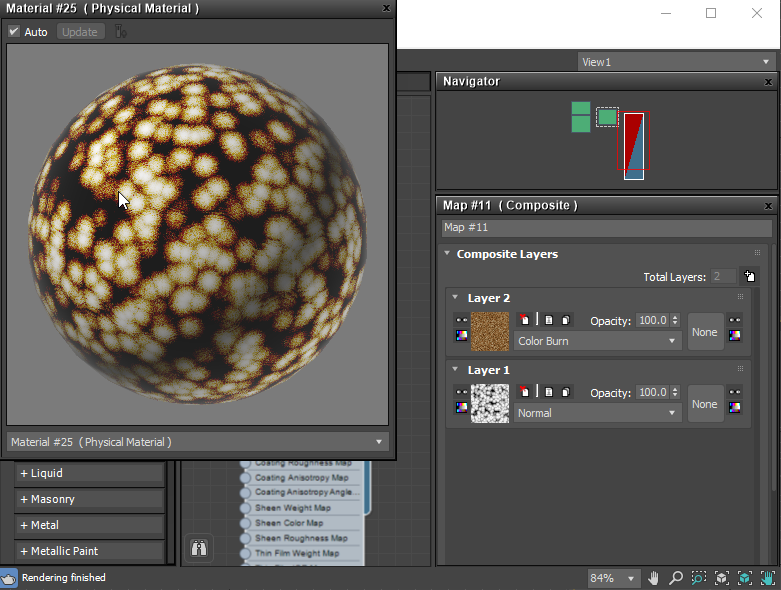 Material #25 ( Physical Material )
x
Auto
Update
View1
Navigator
x
Map #11 ( Composite )
x
Map #11
Composite Layers
Total Layers: 2
Layer 2
Opacity: 100.0
None
Color Burn
Layer 1
Opacity: 100.0
None
Normal
Material #25 ( Physical Material )
+ Liquid
+ Masonry
+ Metal
+ Metallic Paint
Coating Roughness Map
Coating Anisotropy Map
Coating Anisotropy Angle...
Sheen Weight Map
Sheen Color Map
Sheen Roughness Map
Thin Film Weight Map
Rendering finished
84%